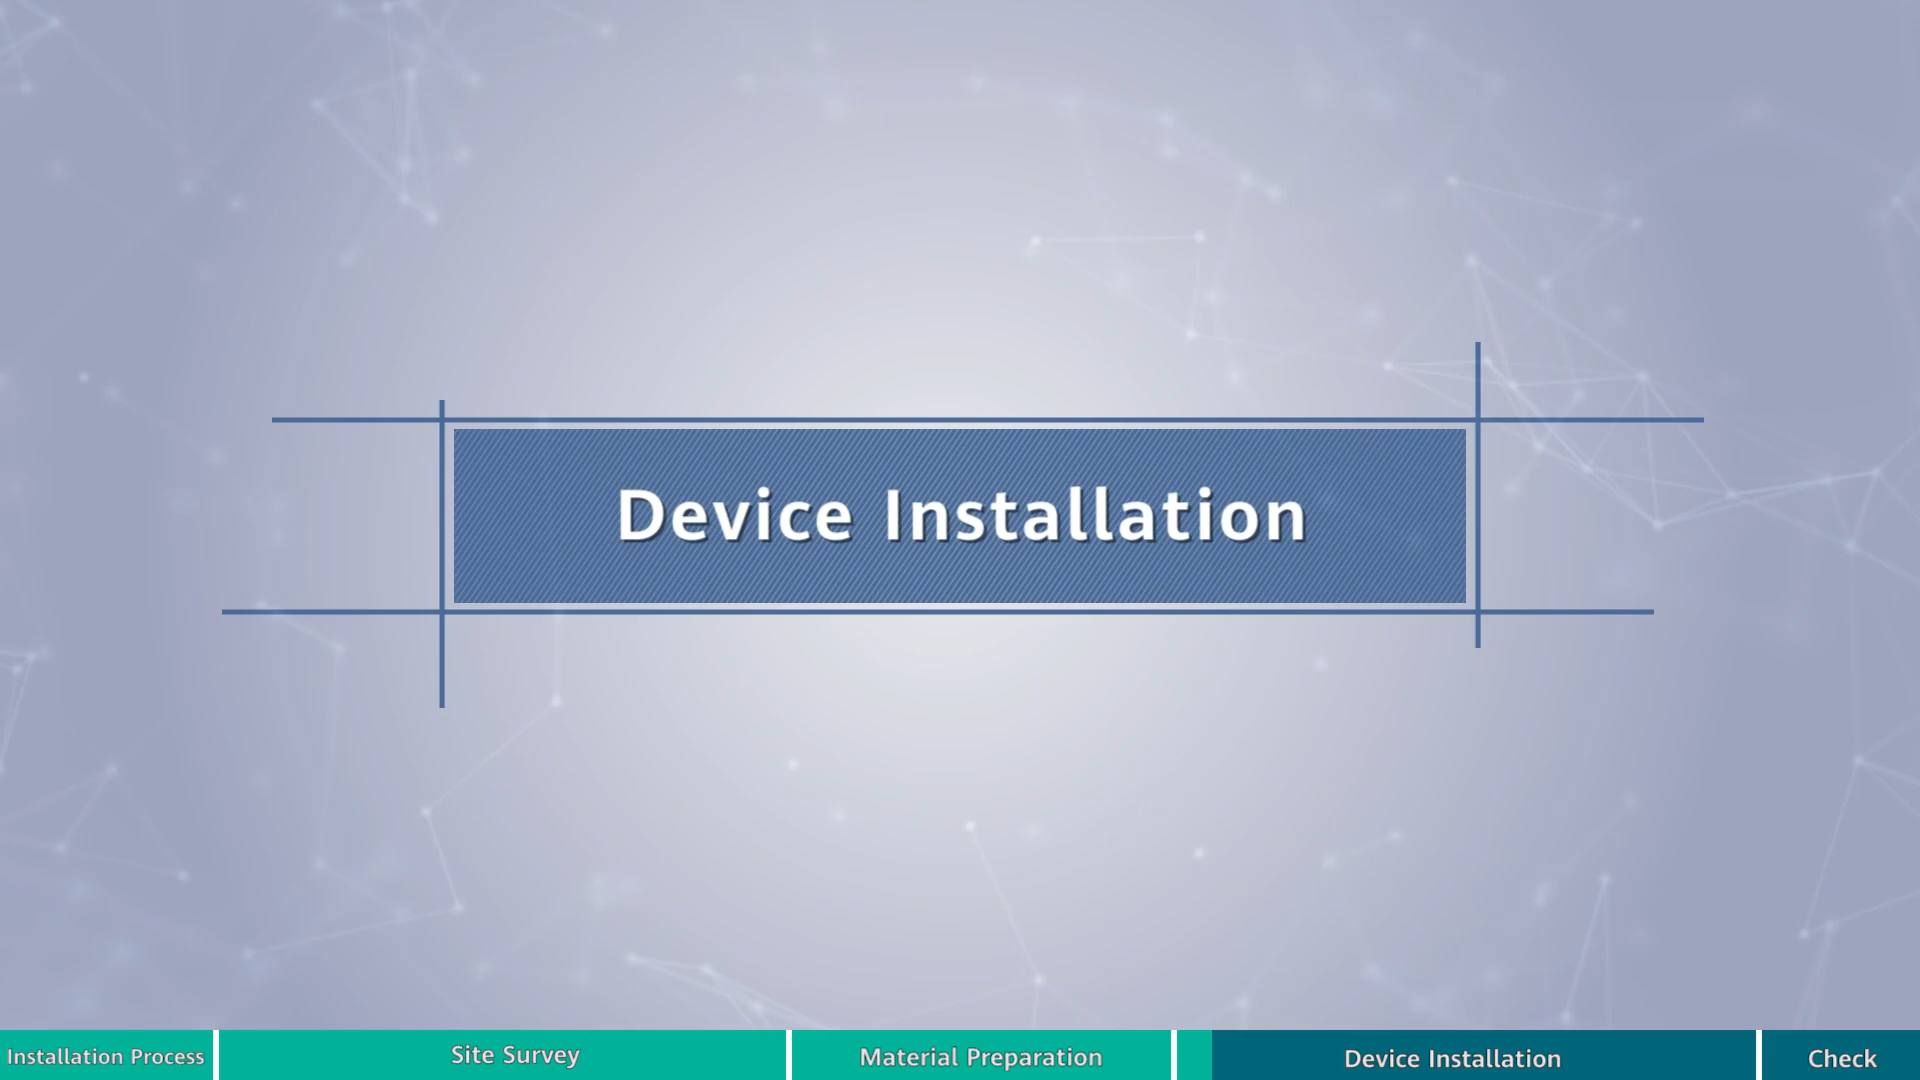 Device Installation
Installation Process
Site Survey
Material Preparation
Device Installation
Check